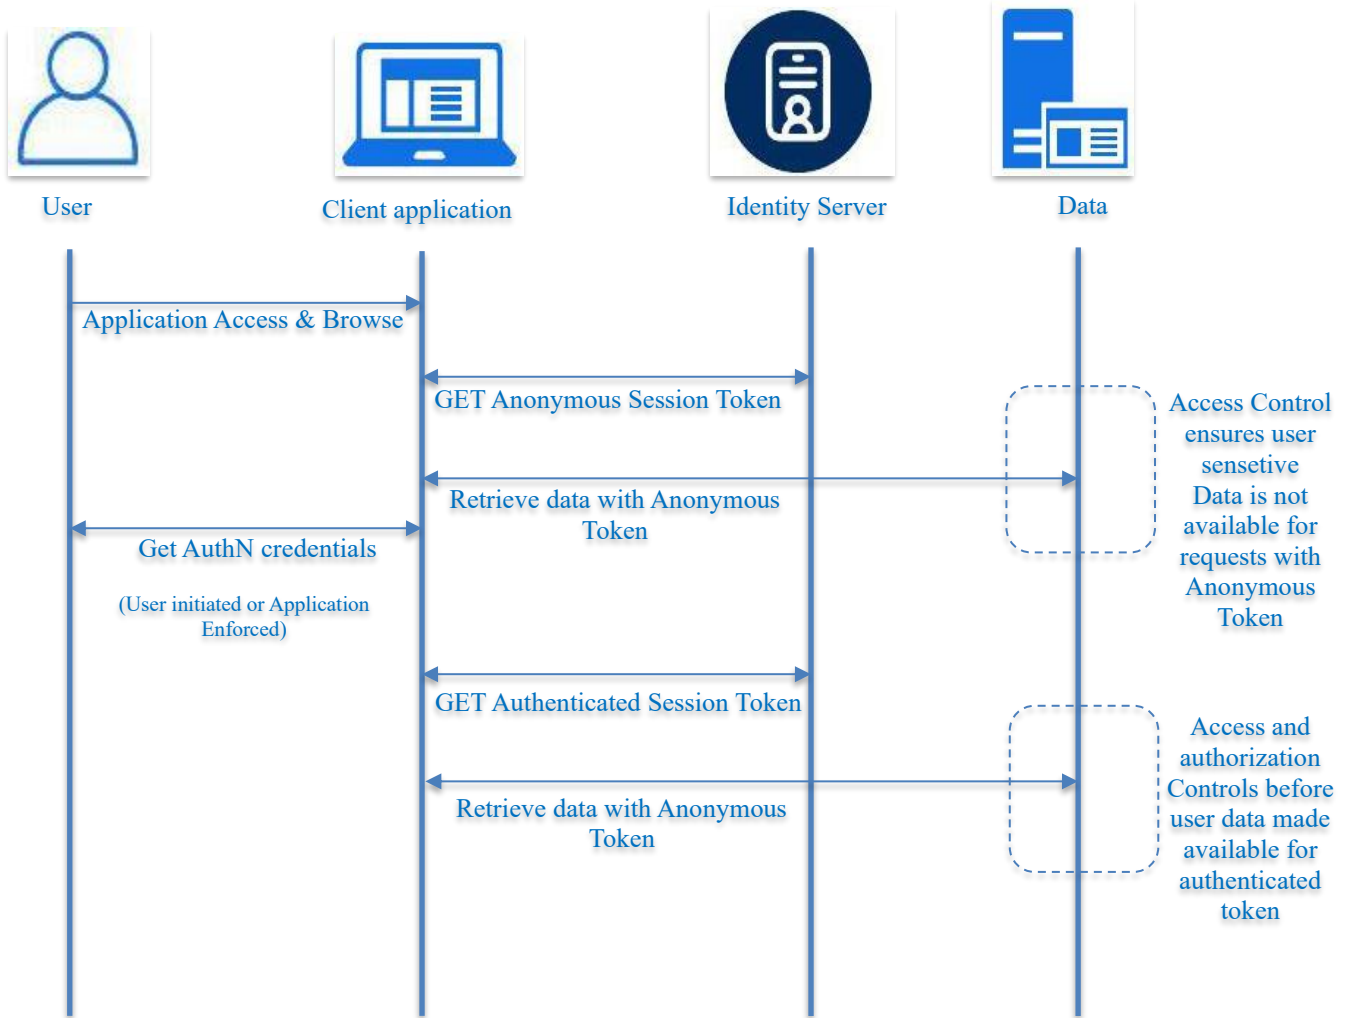 User
Client application
Identity Server
Data
Application Access & Browse
GET Anonymous Session Token
Access Control
ensures user
sensetive
Data is not
available for
requests with
Anonymous
Token
Retrieve data with Anonymous
Token
Get AuthN credentials
(User initiated or Application
Enforced)
GET Authenticated Session Token
Access and
authorization
Controls before
user data made
available for
authenticated
token
Retrieve data with Anonymous
Token